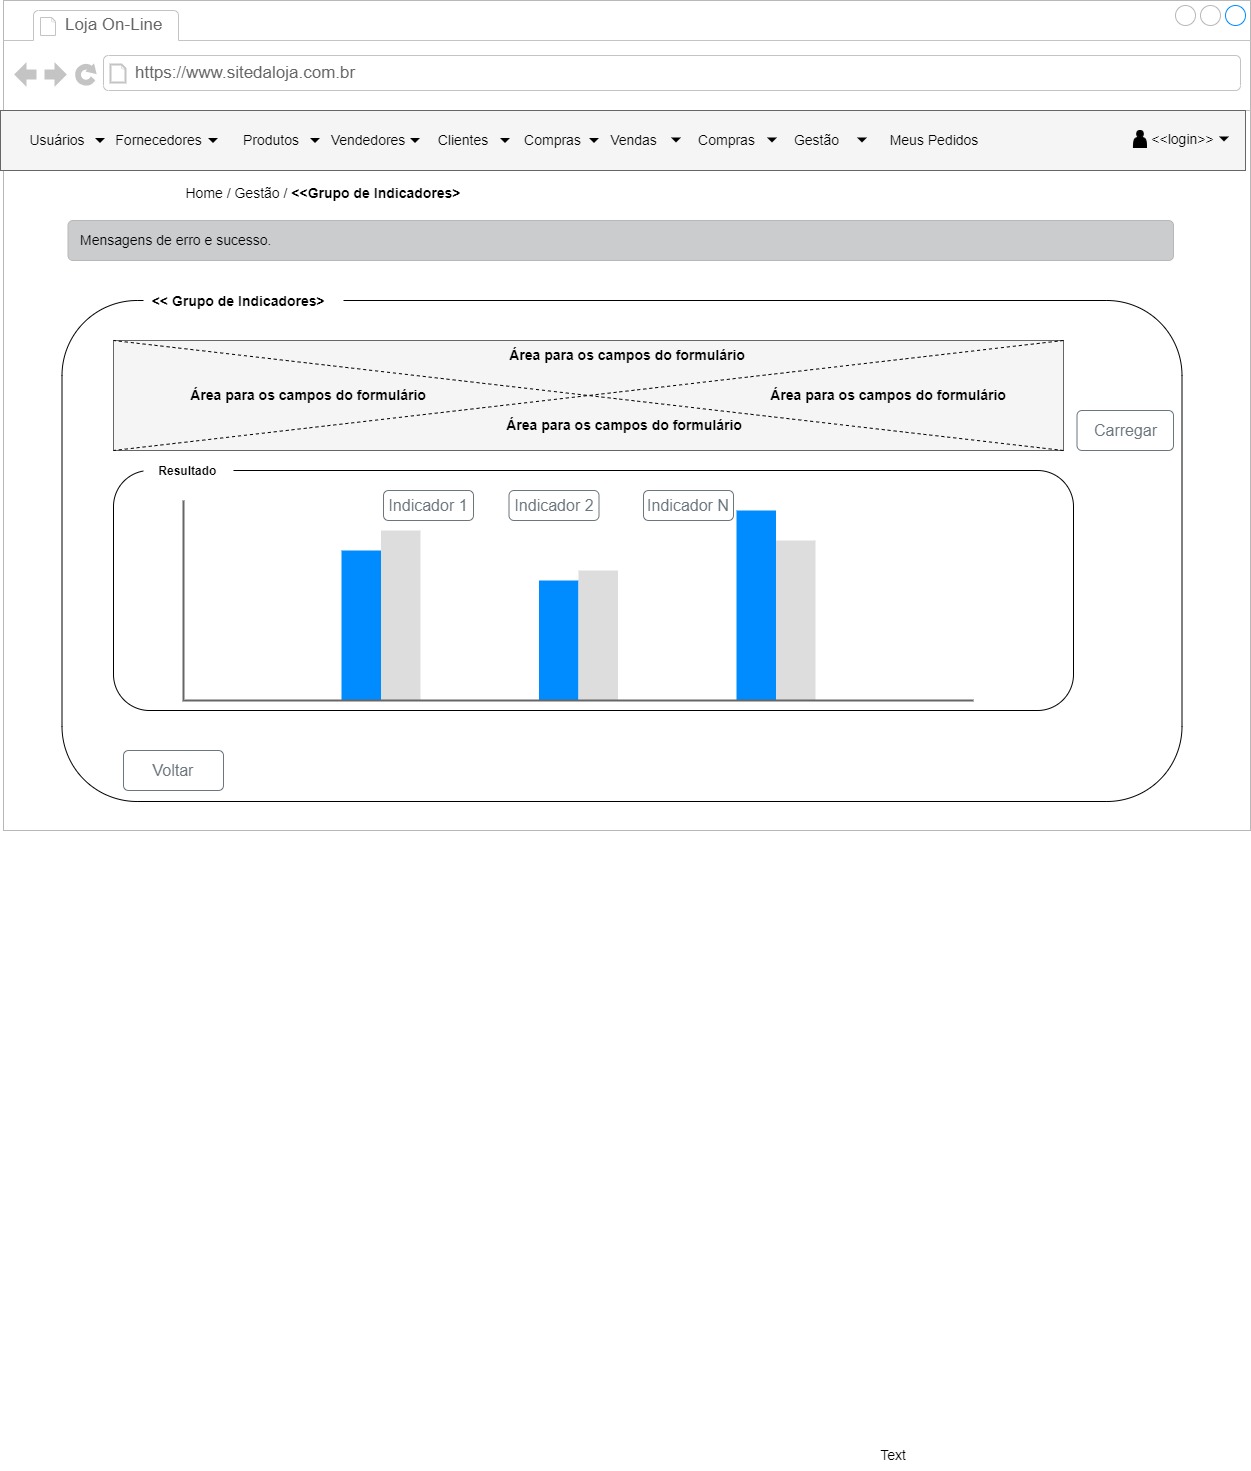 Loja On-Line
https://www.sitedaloja.com.br
Usuários Fornecedores Produtos Vendedores Clientes Compras Vendas Compras Gestão Meus Pedidos <<login>>
Home / Gestão / <<Grupo de Indicadores>
Mensagens de erro e sucesso.
<< Grupo de Indicadores>
Área para os campos do formulário
Área para os campos do formulário Área para os campos do formulário
Área para os campos do formulário
Carregar
Resultado
Indicador 1 Indicador 2 Indicador N
Voltar
Text